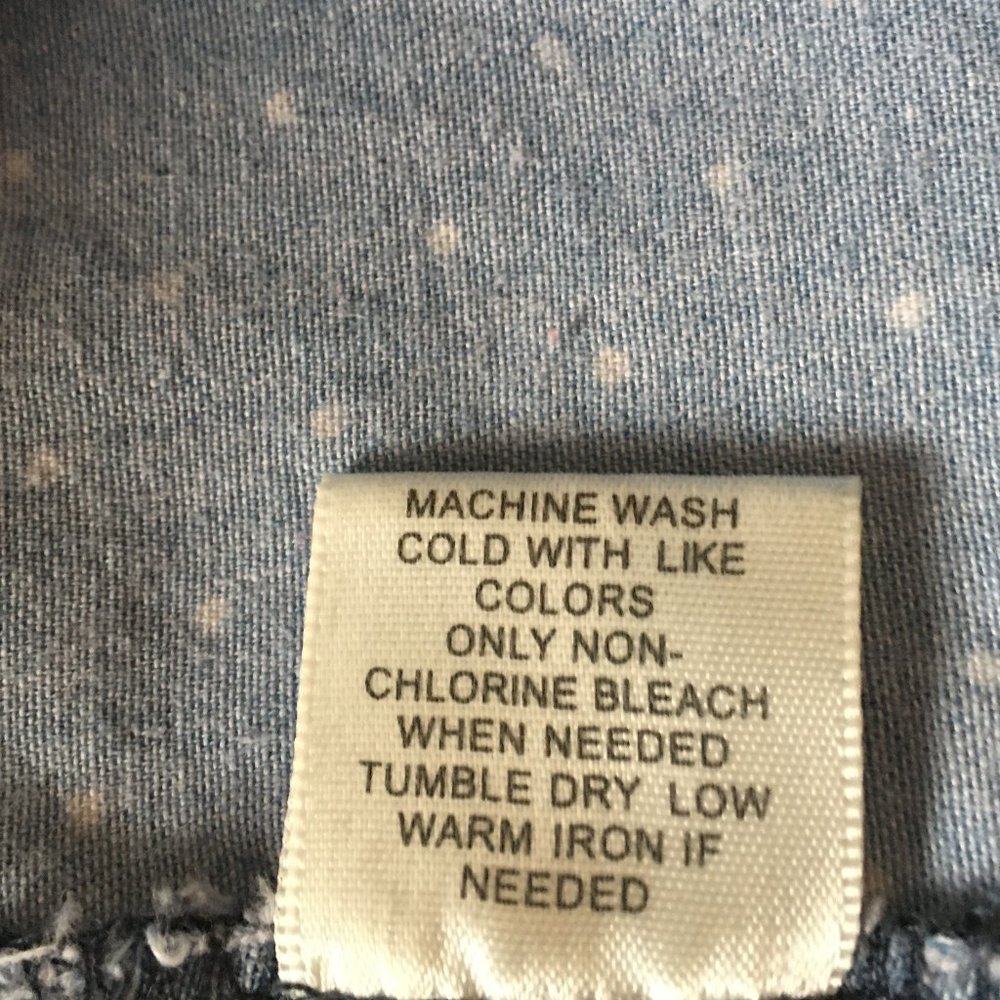 MACHINE WASH
COLD WITH LIKE
COLORS
ONLY NON-
CHLORINE BLEACH
WHEN NEEDED
TUMBLE DRY LOW
WARM IRON IF
NEEDED